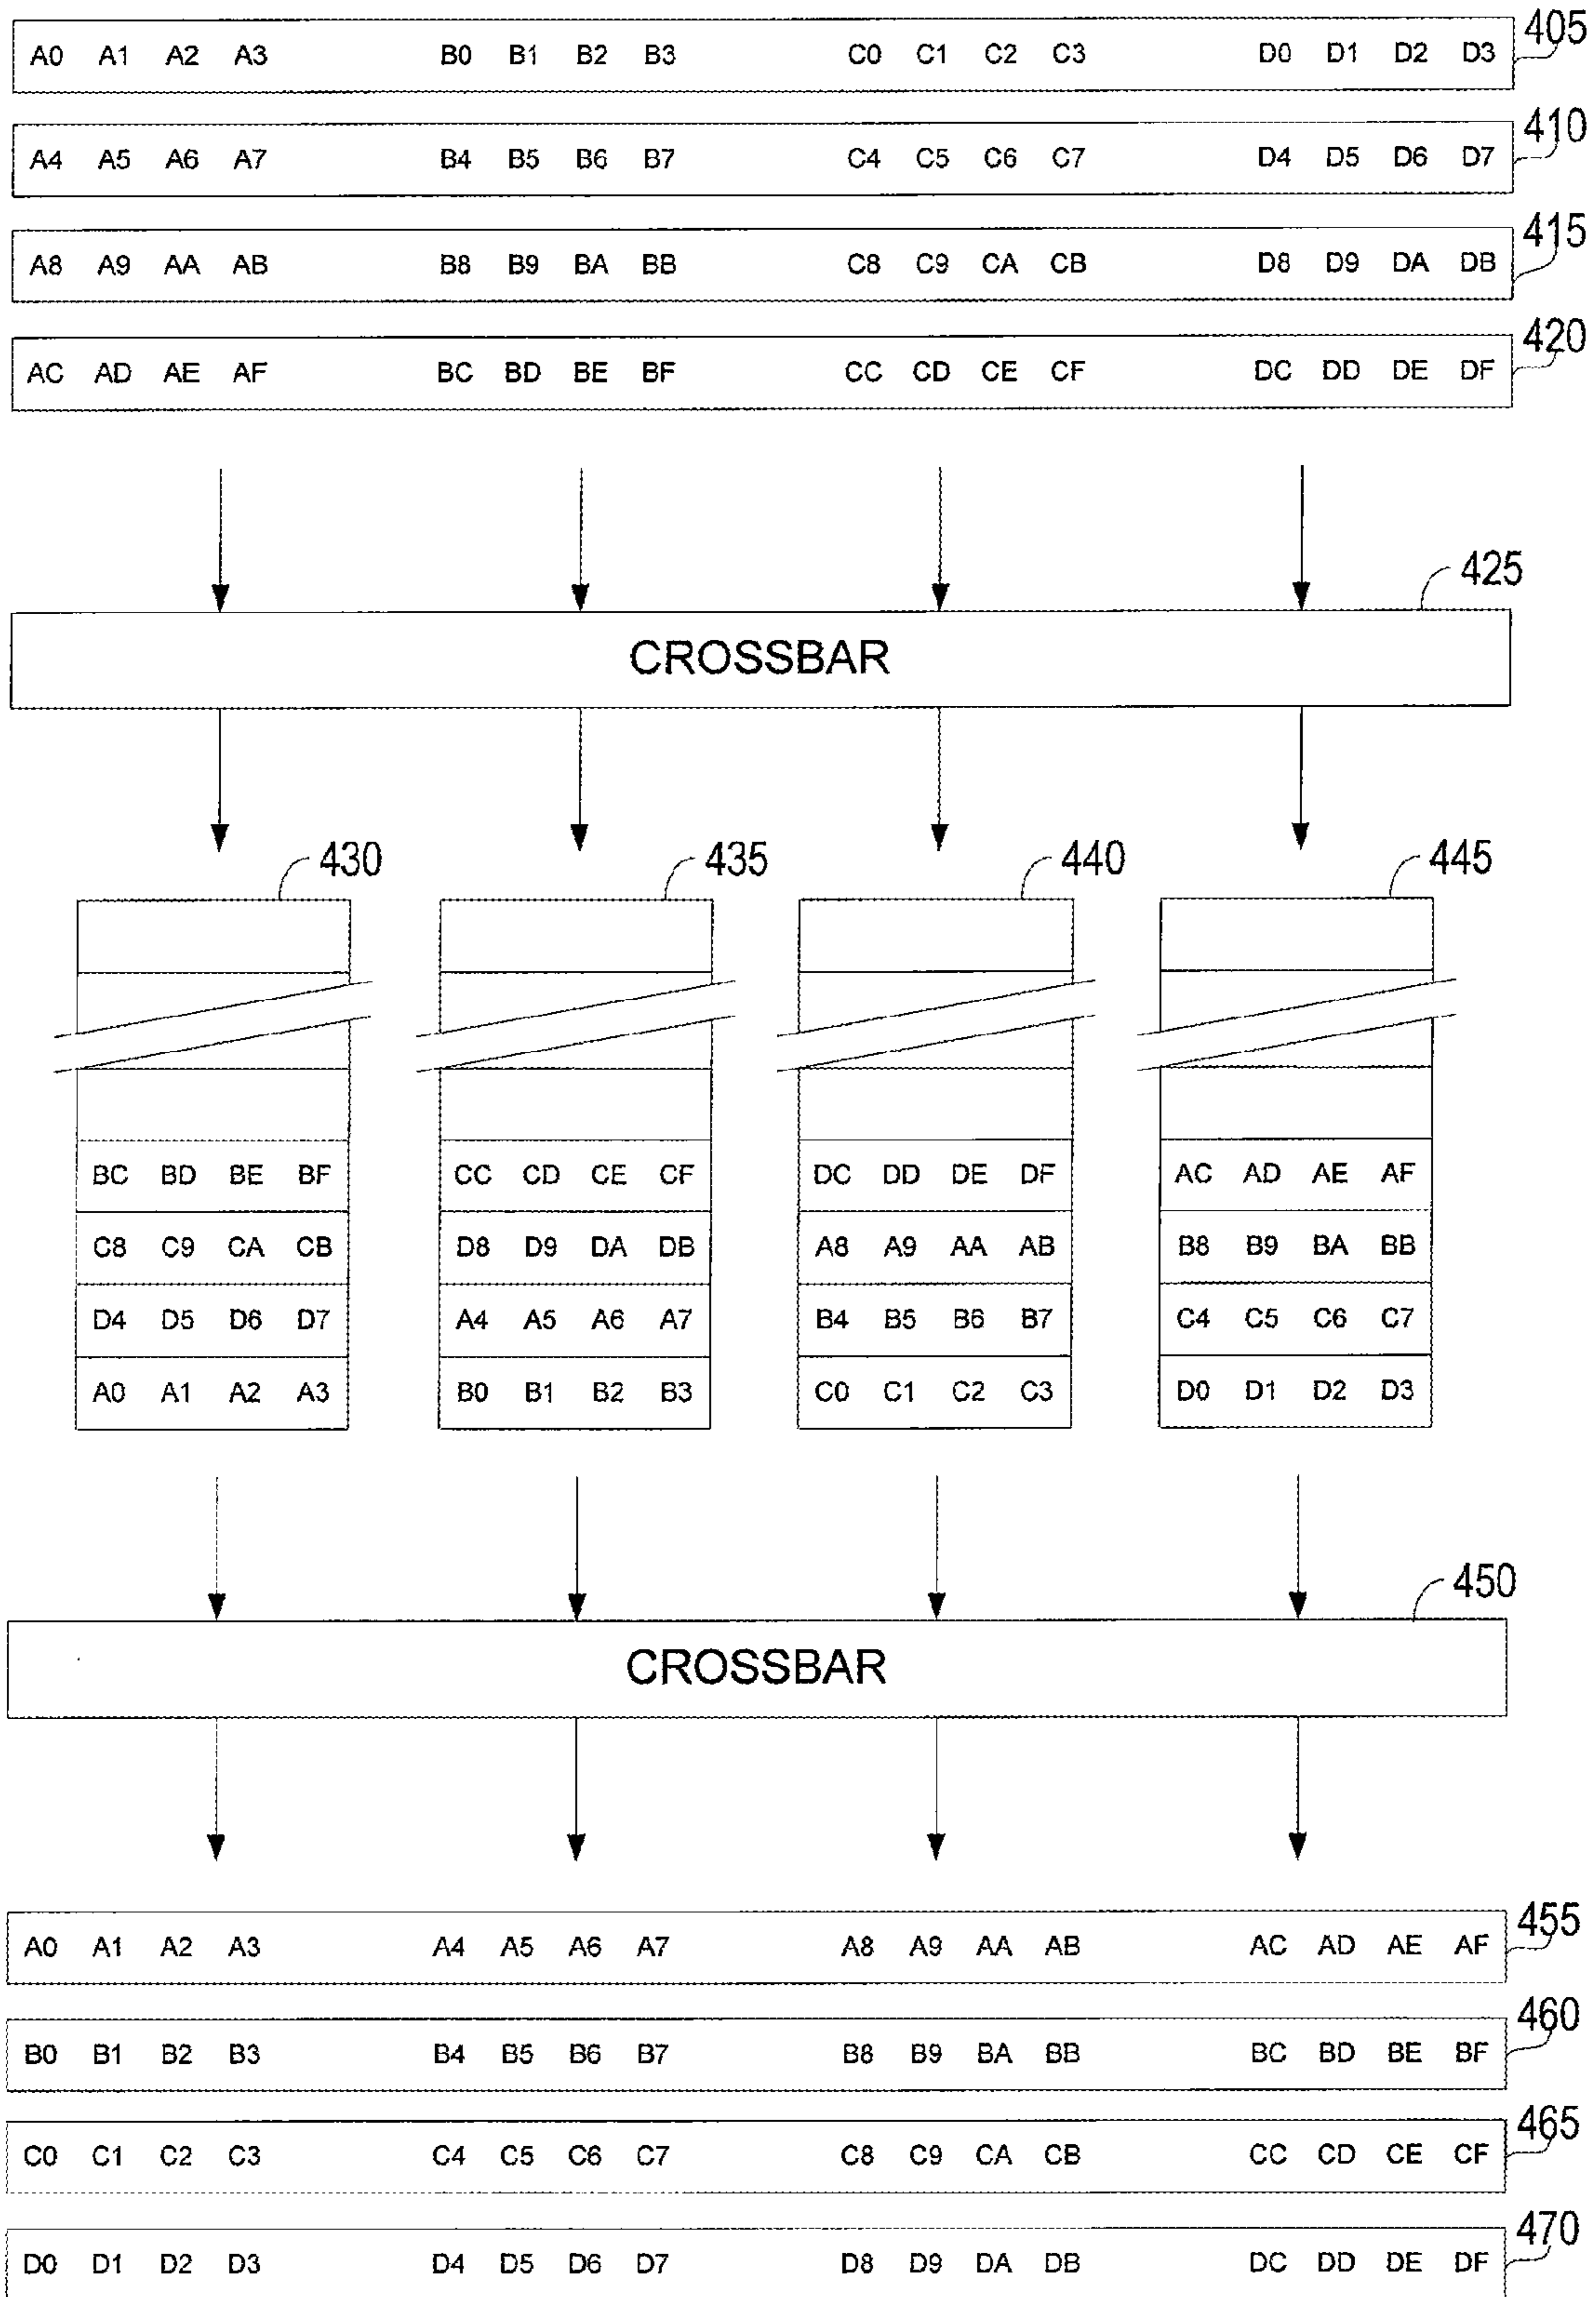 405
A0 A1 A2 A3 B0 B1 B2 B3 C0 C1 C2 C3 D0 D1 D2 D3
410
A4 A5 A6 A7 B4 B5 B6 B7 C4 C5 C6 C7 D4 D5 D6 D7
415
A8 A9 AA AB B8 B9 BA BB C8 C9 CA CB D8 D9 DA DB
420
AC AD AE AF BC BD BE BF CC CD CE CF DC DD DE DF
425
CROSSBAR
430 435 440 445
BC BD BE BF CC CD CE CF DC DD DE DF AC AD AE AF
C8 C9 CA CB D8 D9 DA DB A8 A9 AA AB B8 B9 BA BB
D4 D5 D6 D7 A4 A5 A6 A7 B4 B5 B6 B7 C4 C5 C6 C7
A0 A1 A2 A3 B0 B1 B2 B3 C0 C1 C2 C3 D0 D1 D2 D3
450
CROSSBAR
455
A0 A1 A2 A3 A4 A5 A6 A7 A8 A9 AA AB AC AD AE AF
460
B0 B1 B2 B3 B4 B5 B6 B7 B8 B9 BA BB BC BD BE BF
465
C0 C1 C2 C3 C4 C5 C6 C7 C8 C9 CA CB CC CD CE CF
470
D0 D1 D2 D3 D4 D5 D6 D7 D8 D9 DA DB DC DD DE DF